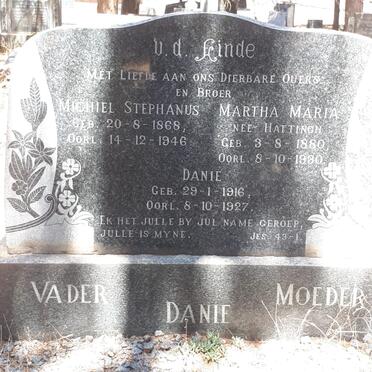 v.d. Linde
MET LIEFDE AAN ONS DIERBARE OUERS
EN BROER
MICHIEL STEPHANUS MARTHA MARIA
GEB. 20-8-1868, NEE HATTINGH
OORL. 14-12-1946. GEB. 3-8-1880
OORL. 8-10-1930.
DANIE
GEB. 29-1-1916,
OORL. 8-10-1927.
EK HET JULLE BY JUL NAME GEROEP,
JULLE IS MYNE. JES. 43-1.
VADER DANIE MOEDER